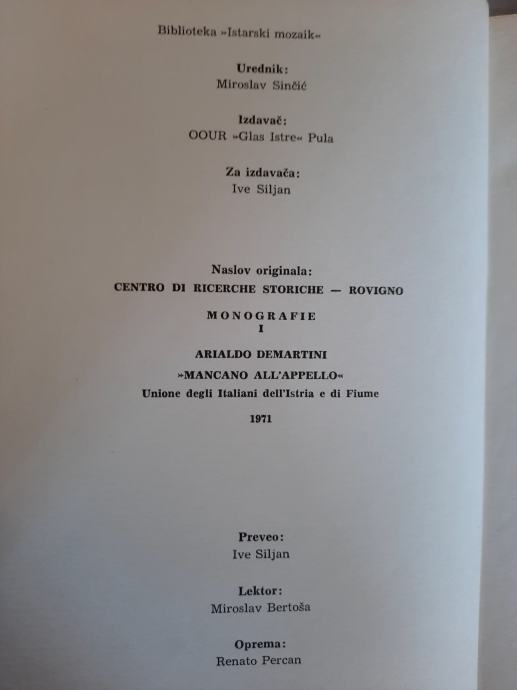 Biblioteka »Istarski mozaik«
Urednik:
Miroslav Sinčić
Izdavač:
OOUR »Glas Istre« Pula
Za izdavača:
Ive Siljan
Naslov originala:
CENTRO DI RICERCHE STORICHE — ROVIGNO
MONOGRAFIE
I
ARIALDO DEMARTINI
»MANCANO ALL'APPELLO«
Unione degli Italiani dell'Istria e di Fiume
1971
Preveo:
Ive Siljan
Lektor:
Miroslav Bertoša
Oprema:
Renato Percan